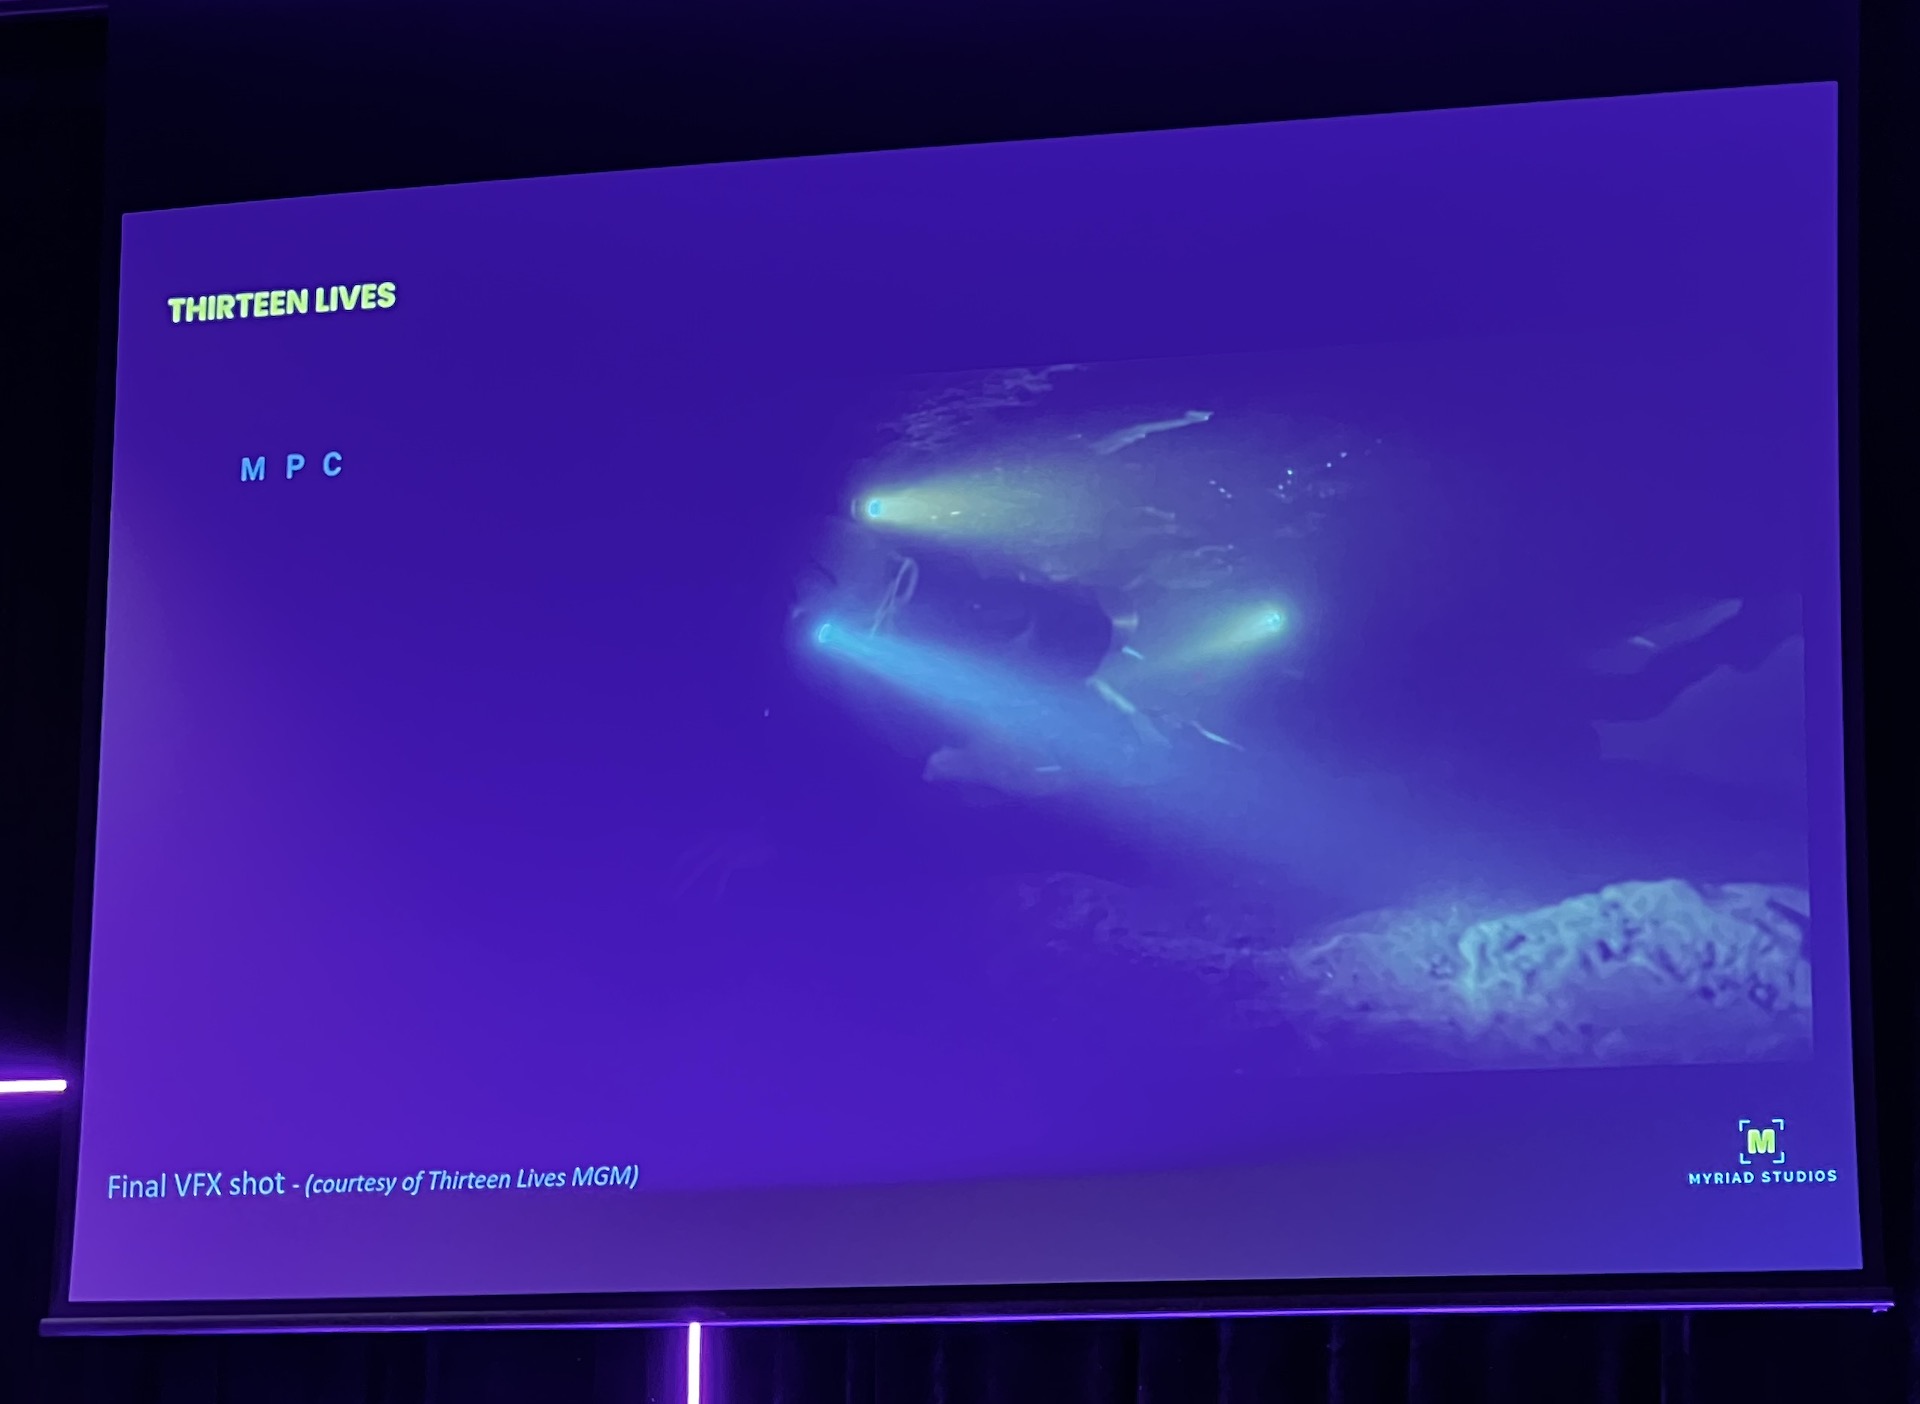 THIRTEEN LIVES
M P C
Final VFX shot - (courtesy of Thirteen Lives MGM)
M
MYRIAD STUDIOS